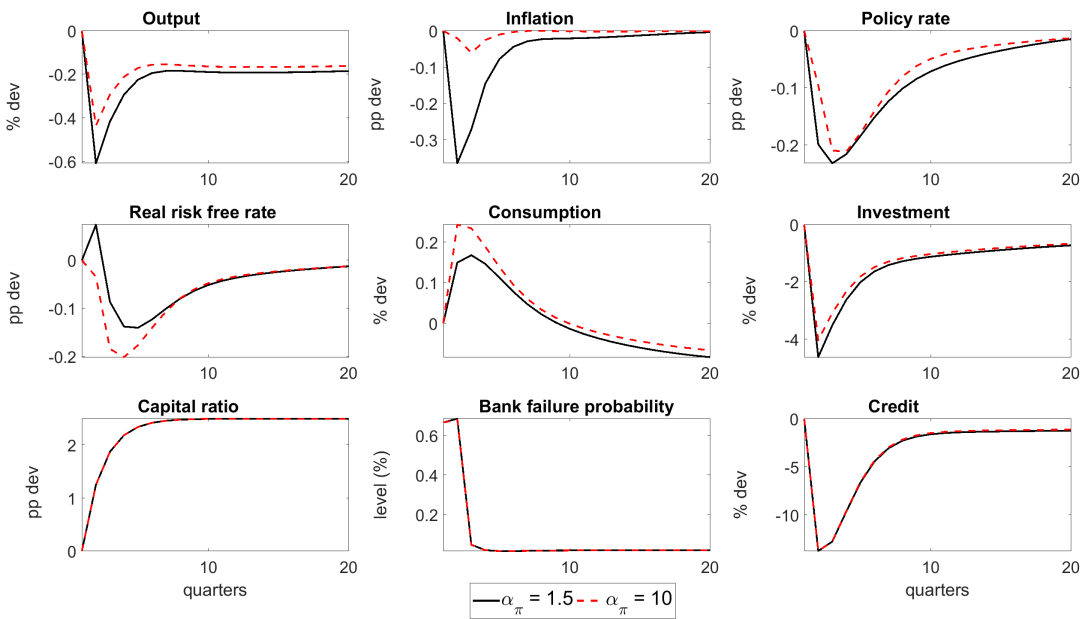 Output
Inflation
Policy rate
% dev
0
-0.2
-0.4
-0.6
10
20
pp dev
0
-0.1
-0.2
-0.3
10
20
pp dev
0
-0.1
-0.2
10
20
Real risk free rate
Consumption
Investment
pp dev
0
-0.1
-0.2
10
20
% dev
0.2
0.1
0
10
20
% dev
0
-2
-4
10
20
Capital ratio
Bank failure probability
Credit
pp dev
2
1
0
10
20
quarters
level (%)
0.6
0.4
0.2
10
20
% dev
0
-5
-10
10
20
quarters
α_π = 1.5
α_π = 10